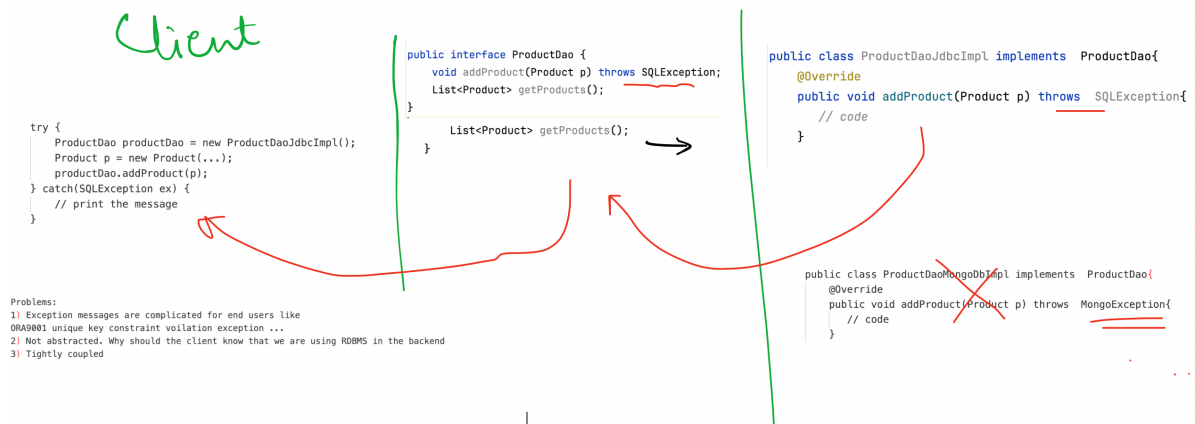 Client
try {
    ProductDao productDao = new ProductDaoJdbcImpl();
    Product p = new Product(...);
    productDao.addProduct(p);
} catch(SQLException ex) {
    // print the message
}
Problems:
1) Exception messages are complicated for end users like
ORA9001 unique key constraint voilation exception ...
2) Not abstracted. Why should the client know that we are using RDBMS in the backend
3) Tightly coupled
public interface ProductDao {
    void addProduct(Product p) throws SQLException;
    List<Product> getProducts();
}
    List<Product> getProducts();
}
public class ProductDaoJdbcImpl implements ProductDao{
    @Override
    public void addProduct(Product p) throws SQLException{
        // code
    }
public class ProductDaoMongoDbImpl implements ProductDao{
    @Override
    public void addProduct(Product p) throws MongoException{
        // code
    }